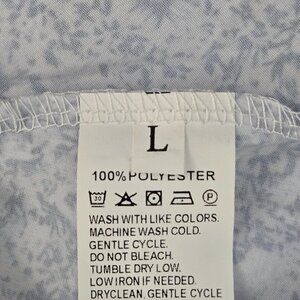 L
100%POLYESTER
30 P
WASH WITH LIKE COLORS.
MACHINE WASH COLD.
GENTLE CYCLE.
DO NOT BLEACH.
TUMBLE DRY LOW.
LOW IRON IF NEEDED.
DRYCLEAN, GENTLE CYCLE